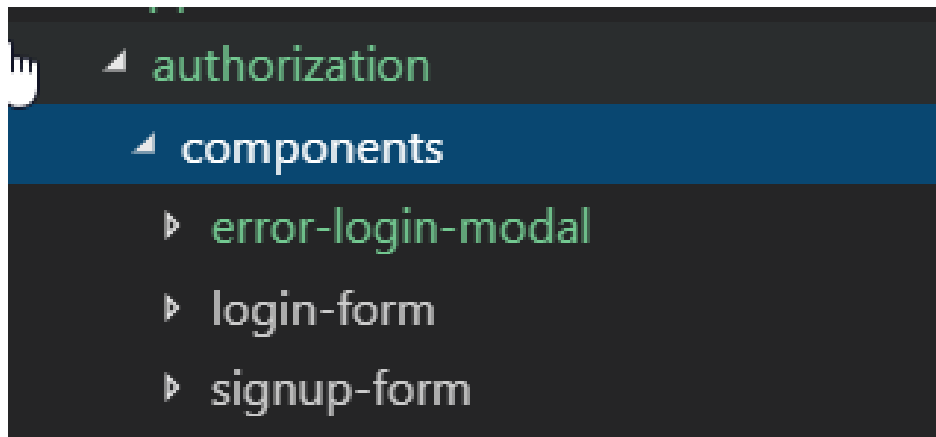 authorization
components
error-login-modal
login-form
signup-form